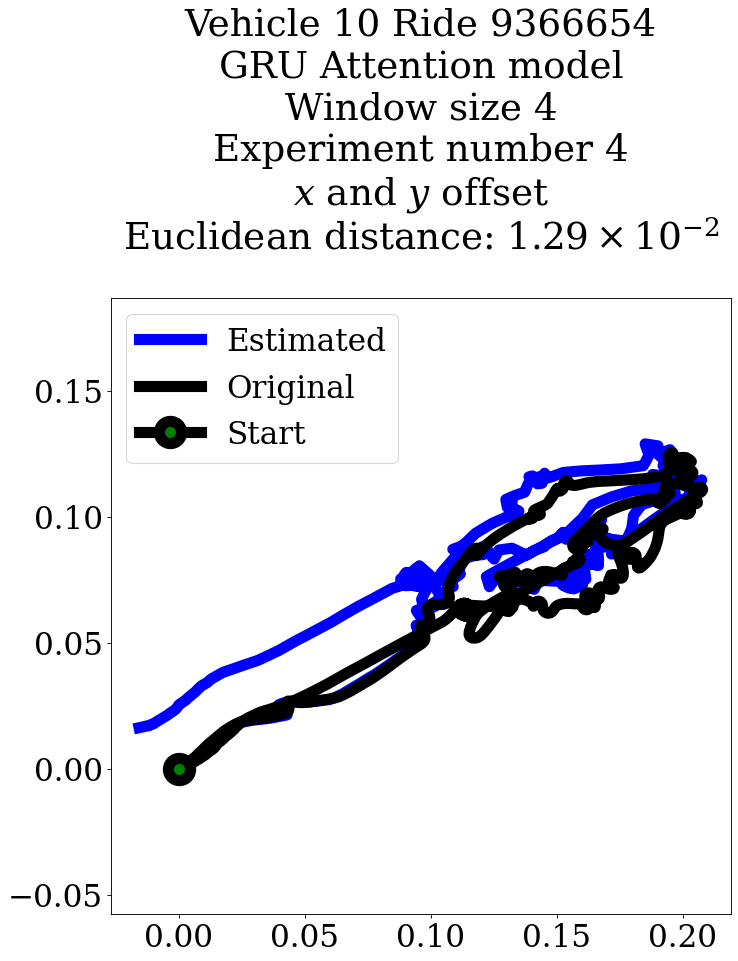 Vehicle 10 Ride 9366654
GRU Attention model
Window size 4
Experiment number 4
x and y offset
Euclidean distance: 1.29 × 10⁻²
Estimated
Original
Start
0.15
0.10
0.05
0.00
−0.05
0.00 0.05 0.10 0.15 0.20